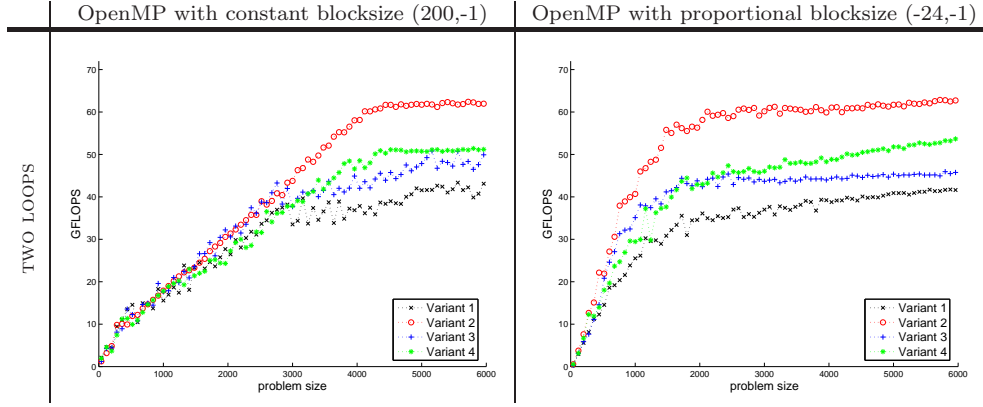 OpenMP with constant blocksize (200,-1)
OpenMP with proportional blocksize (-24,-1)
TWO LOOPS
GFLOPS
70
60
50
40
30
20
10
0
0 1000 2000 3000 4000 5000 6000
problem size
Variant 1
Variant 2
Variant 3
Variant 4
GFLOPS
70
60
50
40
30
20
10
0
0 1000 2000 3000 4000 5000 6000
problem size
Variant 1
Variant 2
Variant 3
Variant 4